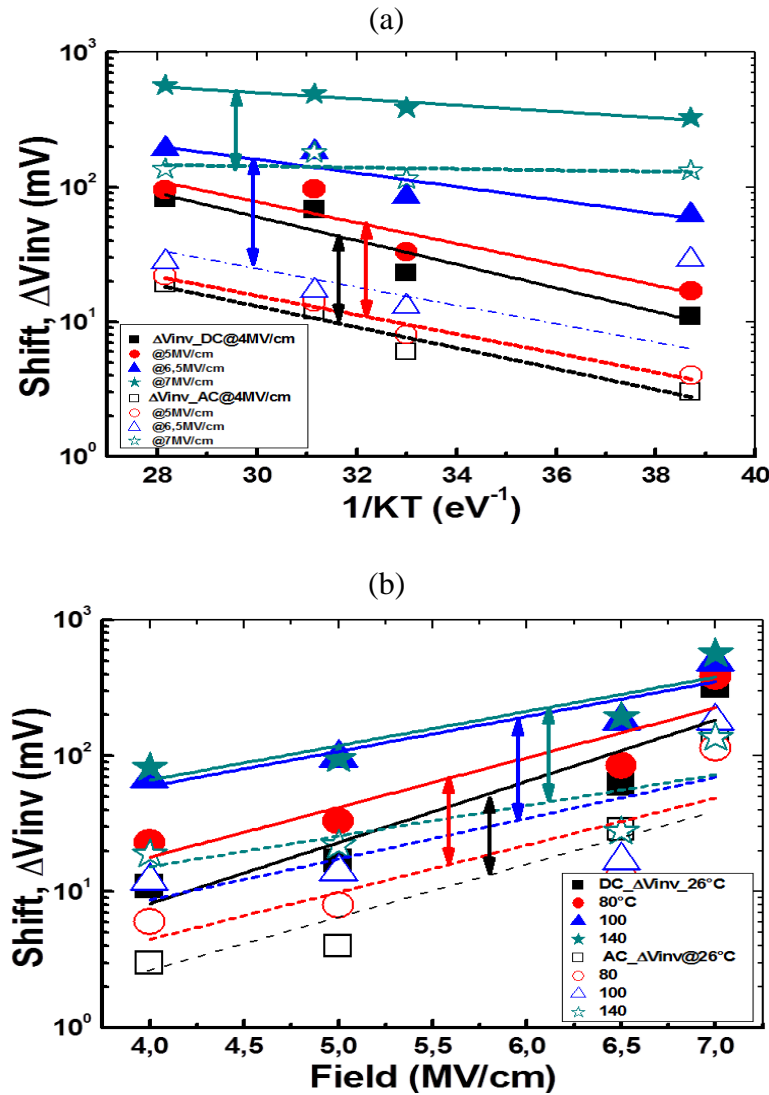 (a)
10³
10²
10¹
10⁰
Shift, ΔVinv (mV)
ΔVinv_DC@4MV/cm
@5MV/cm
@6,5MV/cm
@7MV/cm
ΔVinv_AC@4MV/cm
@5MV/cm
@6,5MV/cm
@7MV/cm
28 30 32 34 36 38 40
1/KT (eV⁻¹)
(b)
10³
10²
10¹
10⁰
Shift, ΔVinv (mV)
DC_ΔVinv_26°C
80°C
100
140
AC_ΔVinv@26°C
80
100
140
4,0 4,5 5,0 5,5 6,0 6,5 7,0
Field (MV/cm)